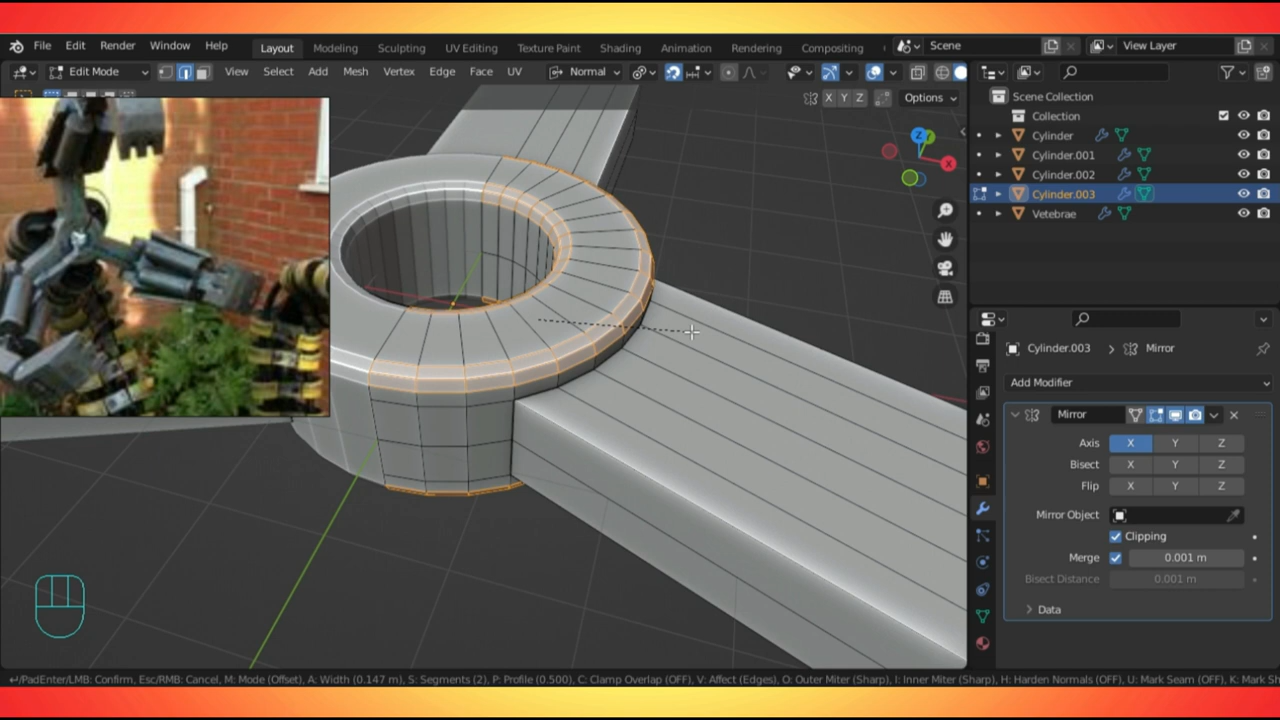 File Edit Render Window Help Layout Modeling Sculpting UV Editing Texture Paint Shading Animation Rendering Compositing Scene View Layer
Edit Mode View Select Add Mesh Vertex Edge Face UV Normal
X Y Z Options
Scene Collection
Collection
Cylinder
Cylinder.001
Cylinder.002
Cylinder.003
Vetebrae
Z
X
Cylinder.003 > Mirror
Add Modifier
Mirror
Axis X Y Z
Bisect X Y Z
Flip X Y Z
Mirror Object
Clipping
Merge 0.001 m
Bisect Distance 0.001 m
Data
↵/PadEnter/LMB: Confirm, Esc/RMB: Cancel, M: Mode (Offset), A: Width (0.147 m), S: Segments (2), P: Profile (0.500), C: Clamp Overlap (OFF), V: Affect (Edges), O: Outer Miter (Sharp), I: Inner Miter (Sharp), H: Harden Normals (OFF), U: Mark Seam (OFF), K: Mark Sh